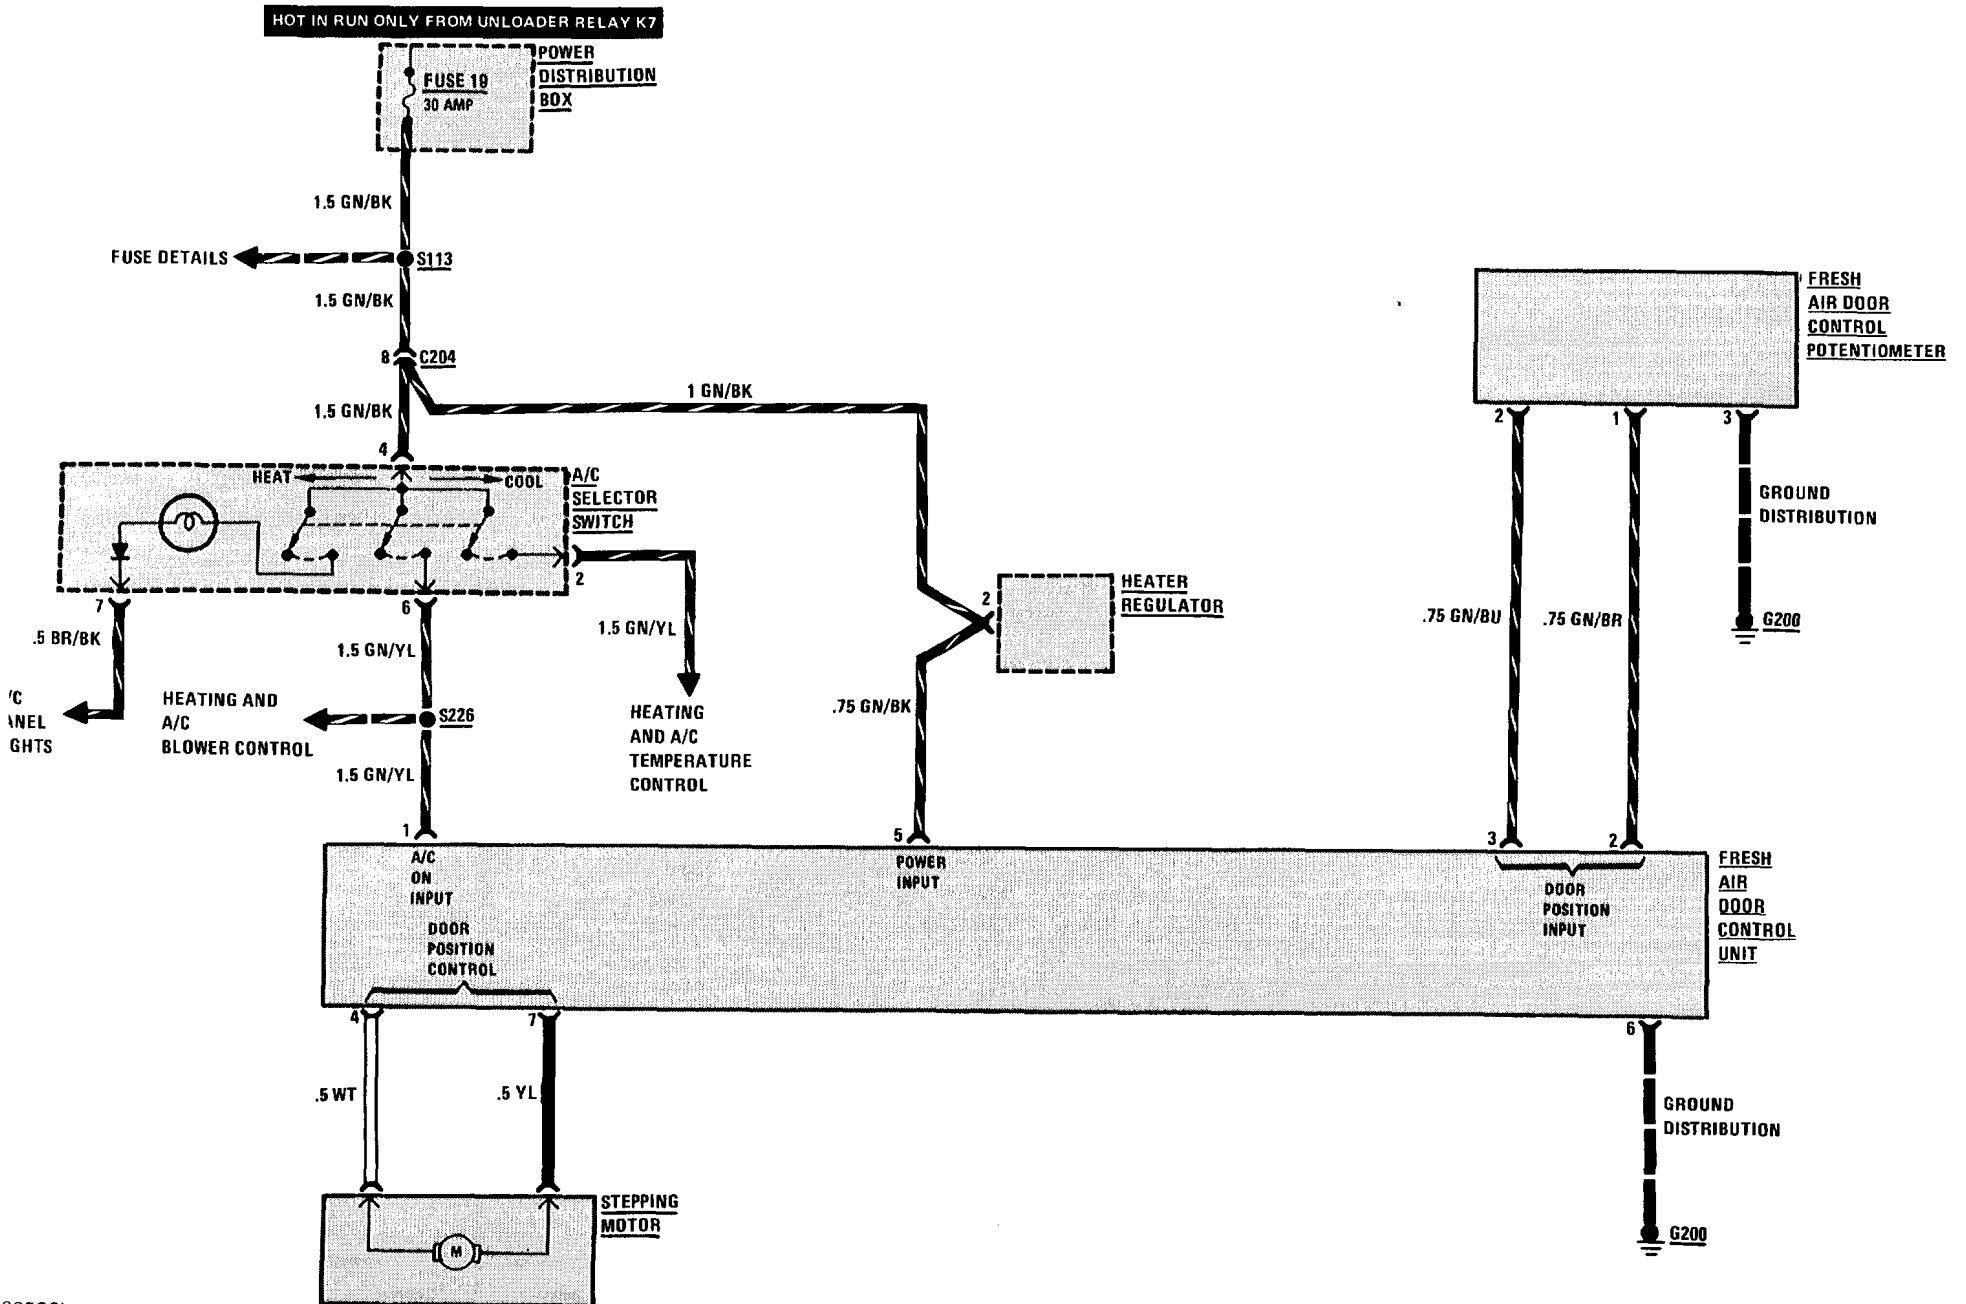 HOT IN RUN ONLY FROM UNLOADER RELAY K7
POWER
DISTRIBUTION
BOX
FUSE 19
30 AMP
1.5 GN/BK
FUSE DETAILS
S113
1.5 GN/BK
8
C204
1.5 GN/BK
1 GN/BK
4
HEAT
COOL
A/C
SELECTOR
SWITCH
2
7
6
.5 BR/BK
1.5 GN/YL
1.5 GN/YL
HEATING AND
A/C
BLOWER CONTROL
S226
HEATING
AND A/C
TEMPERATURE
CONTROL
1.5 GN/YL
2
HEATER
REGULATOR
.75 GN/BK
FRESH
AIR DOOR
CONTROL
POTENTIOMETER
2
1
3
GROUND
DISTRIBUTION
.75 GN/BU
.75 GN/BR
G200
1
5
3
2
A/C
ON
INPUT
POWER
INPUT
DOOR
POSITION
INPUT
FRESH
AIR
DOOR
CONTROL
UNIT
DOOR
POSITION
CONTROL
4
7
6
.5 WT
.5 YL
GROUND
DISTRIBUTION
STEPPING
MOTOR
M
G200